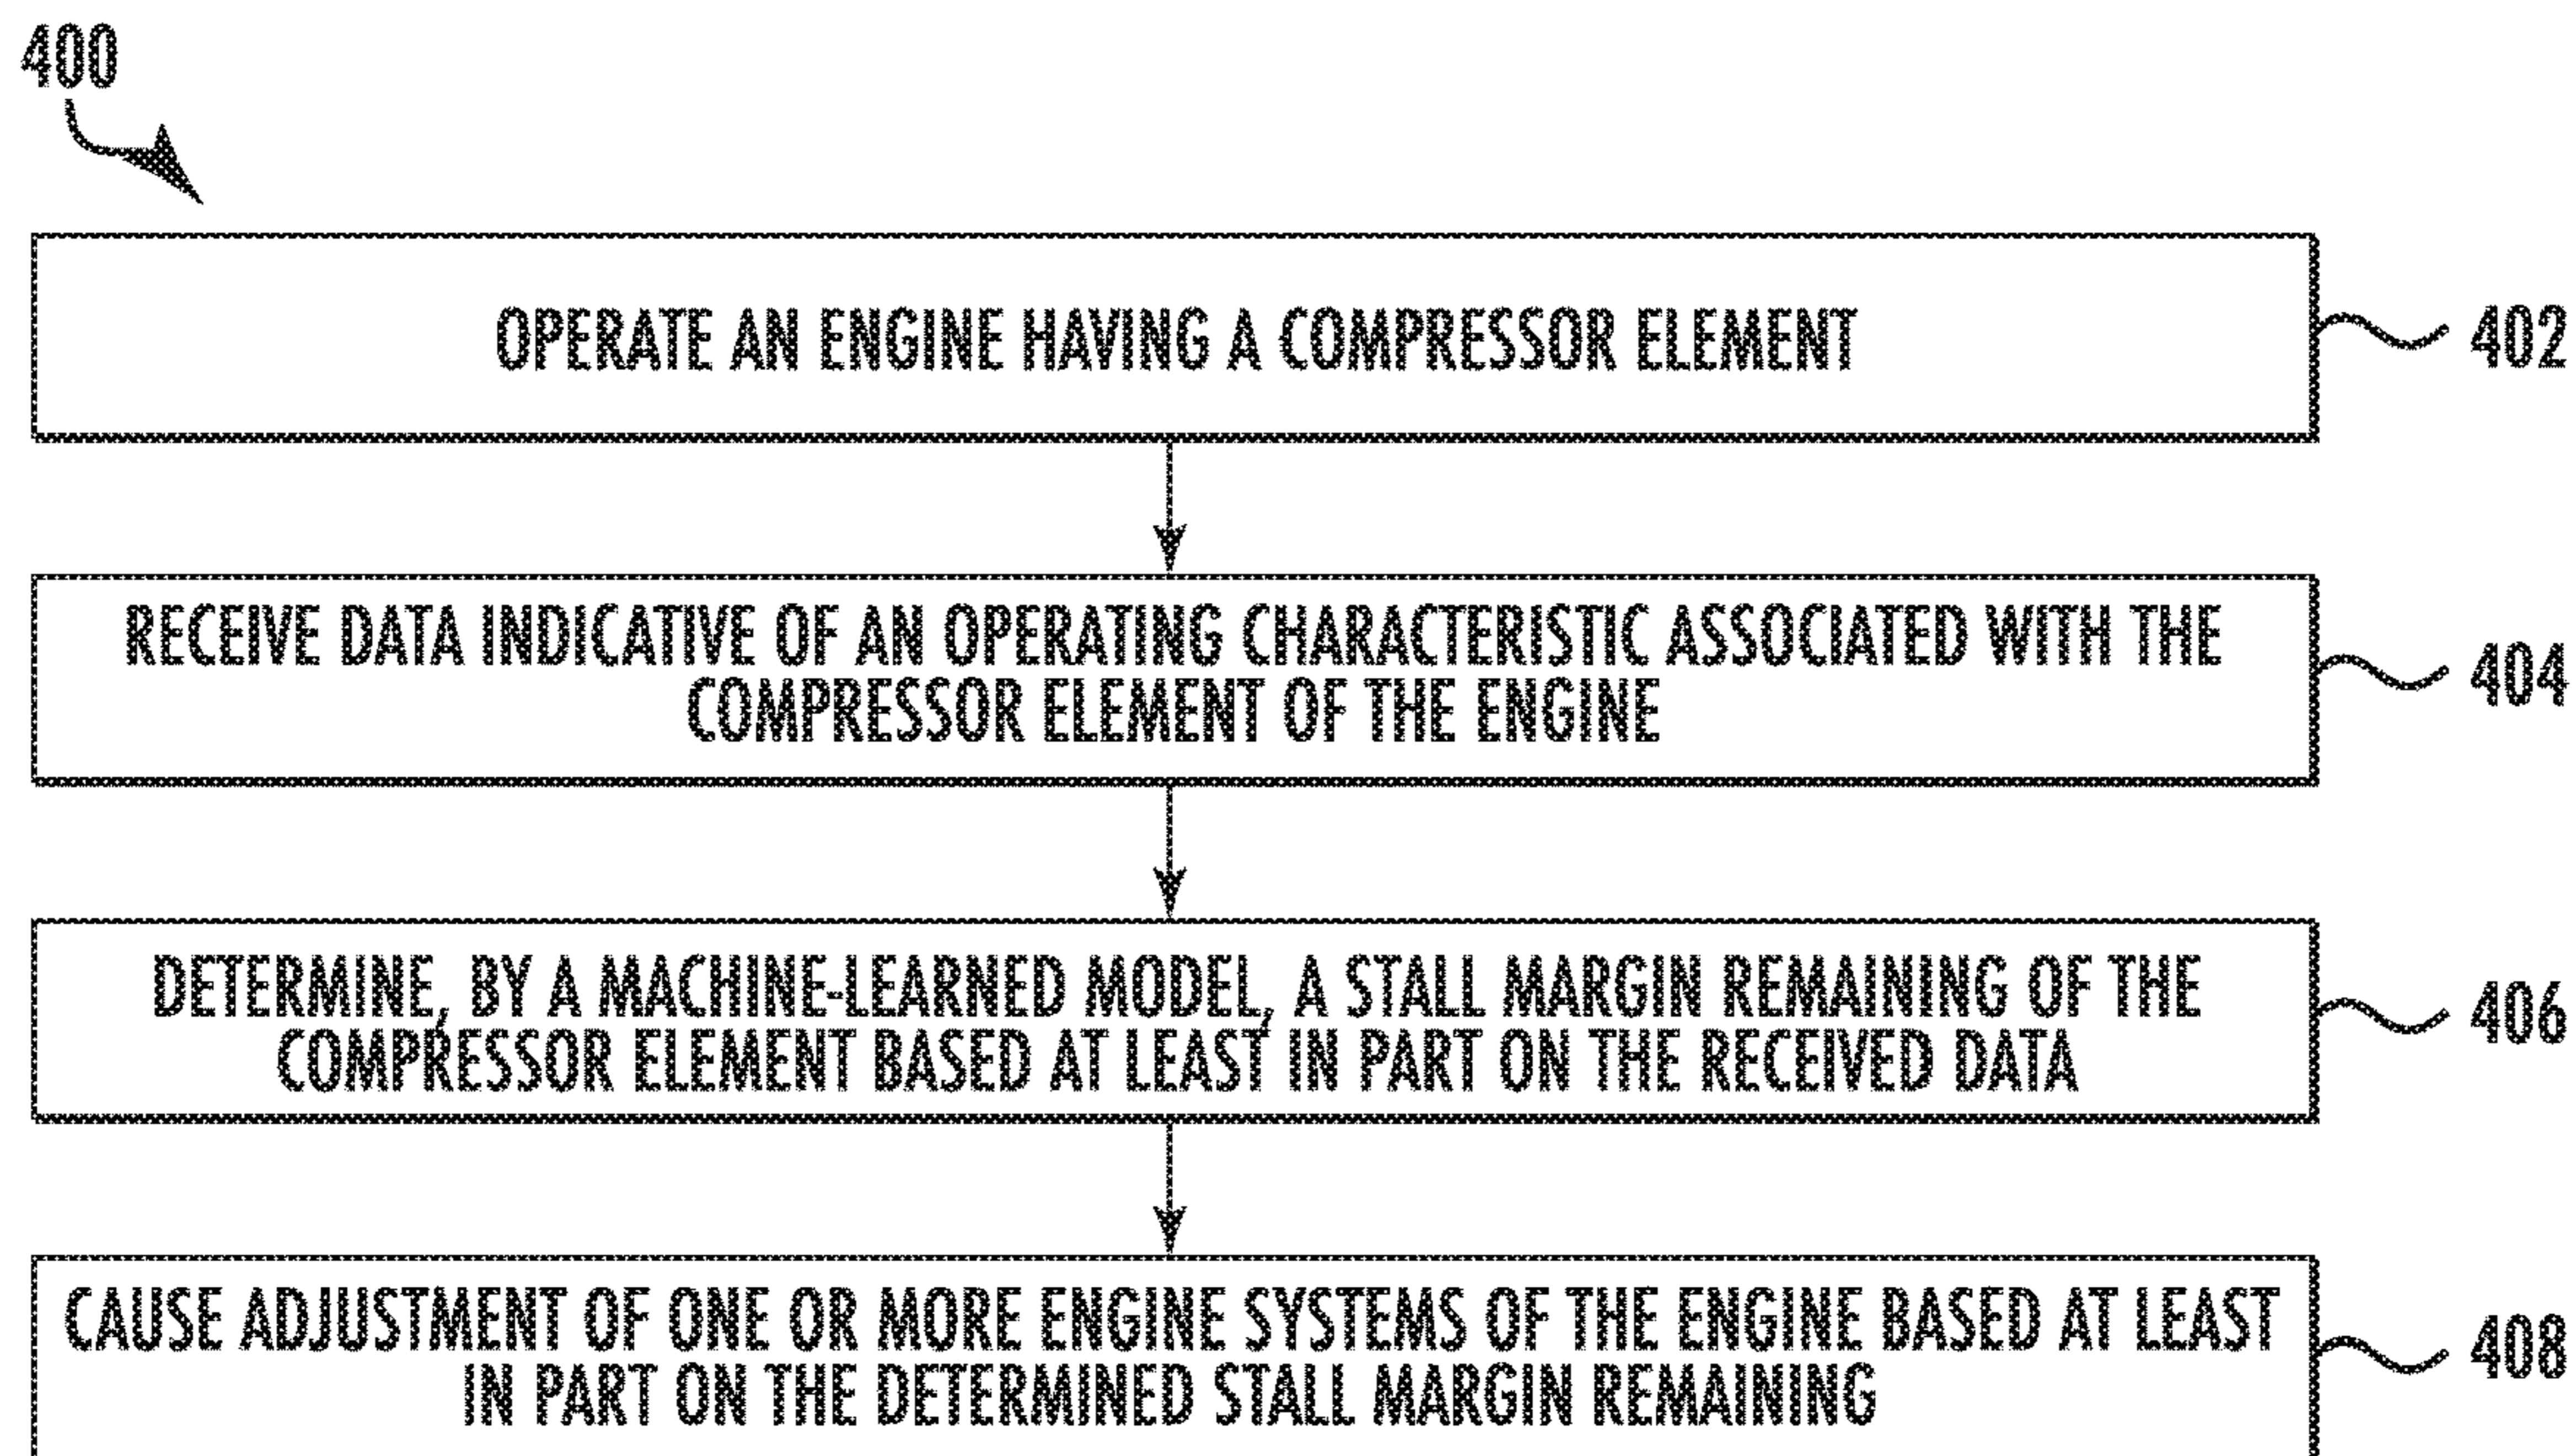 400
OPERATE AN ENGINE HAVING A COMPRESSOR ELEMENT
402
RECEIVE DATA INDICATIVE OF AN OPERATING CHARACTERISTIC ASSOCIATED WITH THE
COMPRESSOR ELEMENT OF THE ENGINE
404
DETERMINE, BY A MACHINE-LEARNED MODEL, A STALL MARGIN REMAINING OF THE
COMPRESSOR ELEMENT BASED AT LEAST IN PART ON THE RECEIVED DATA
406
CAUSE ADJUSTMENT OF ONE OR MORE ENGINE SYSTEMS OF THE ENGINE BASED AT LEAST
IN PART ON THE DETERMINED STALL MARGIN REMAINING
408